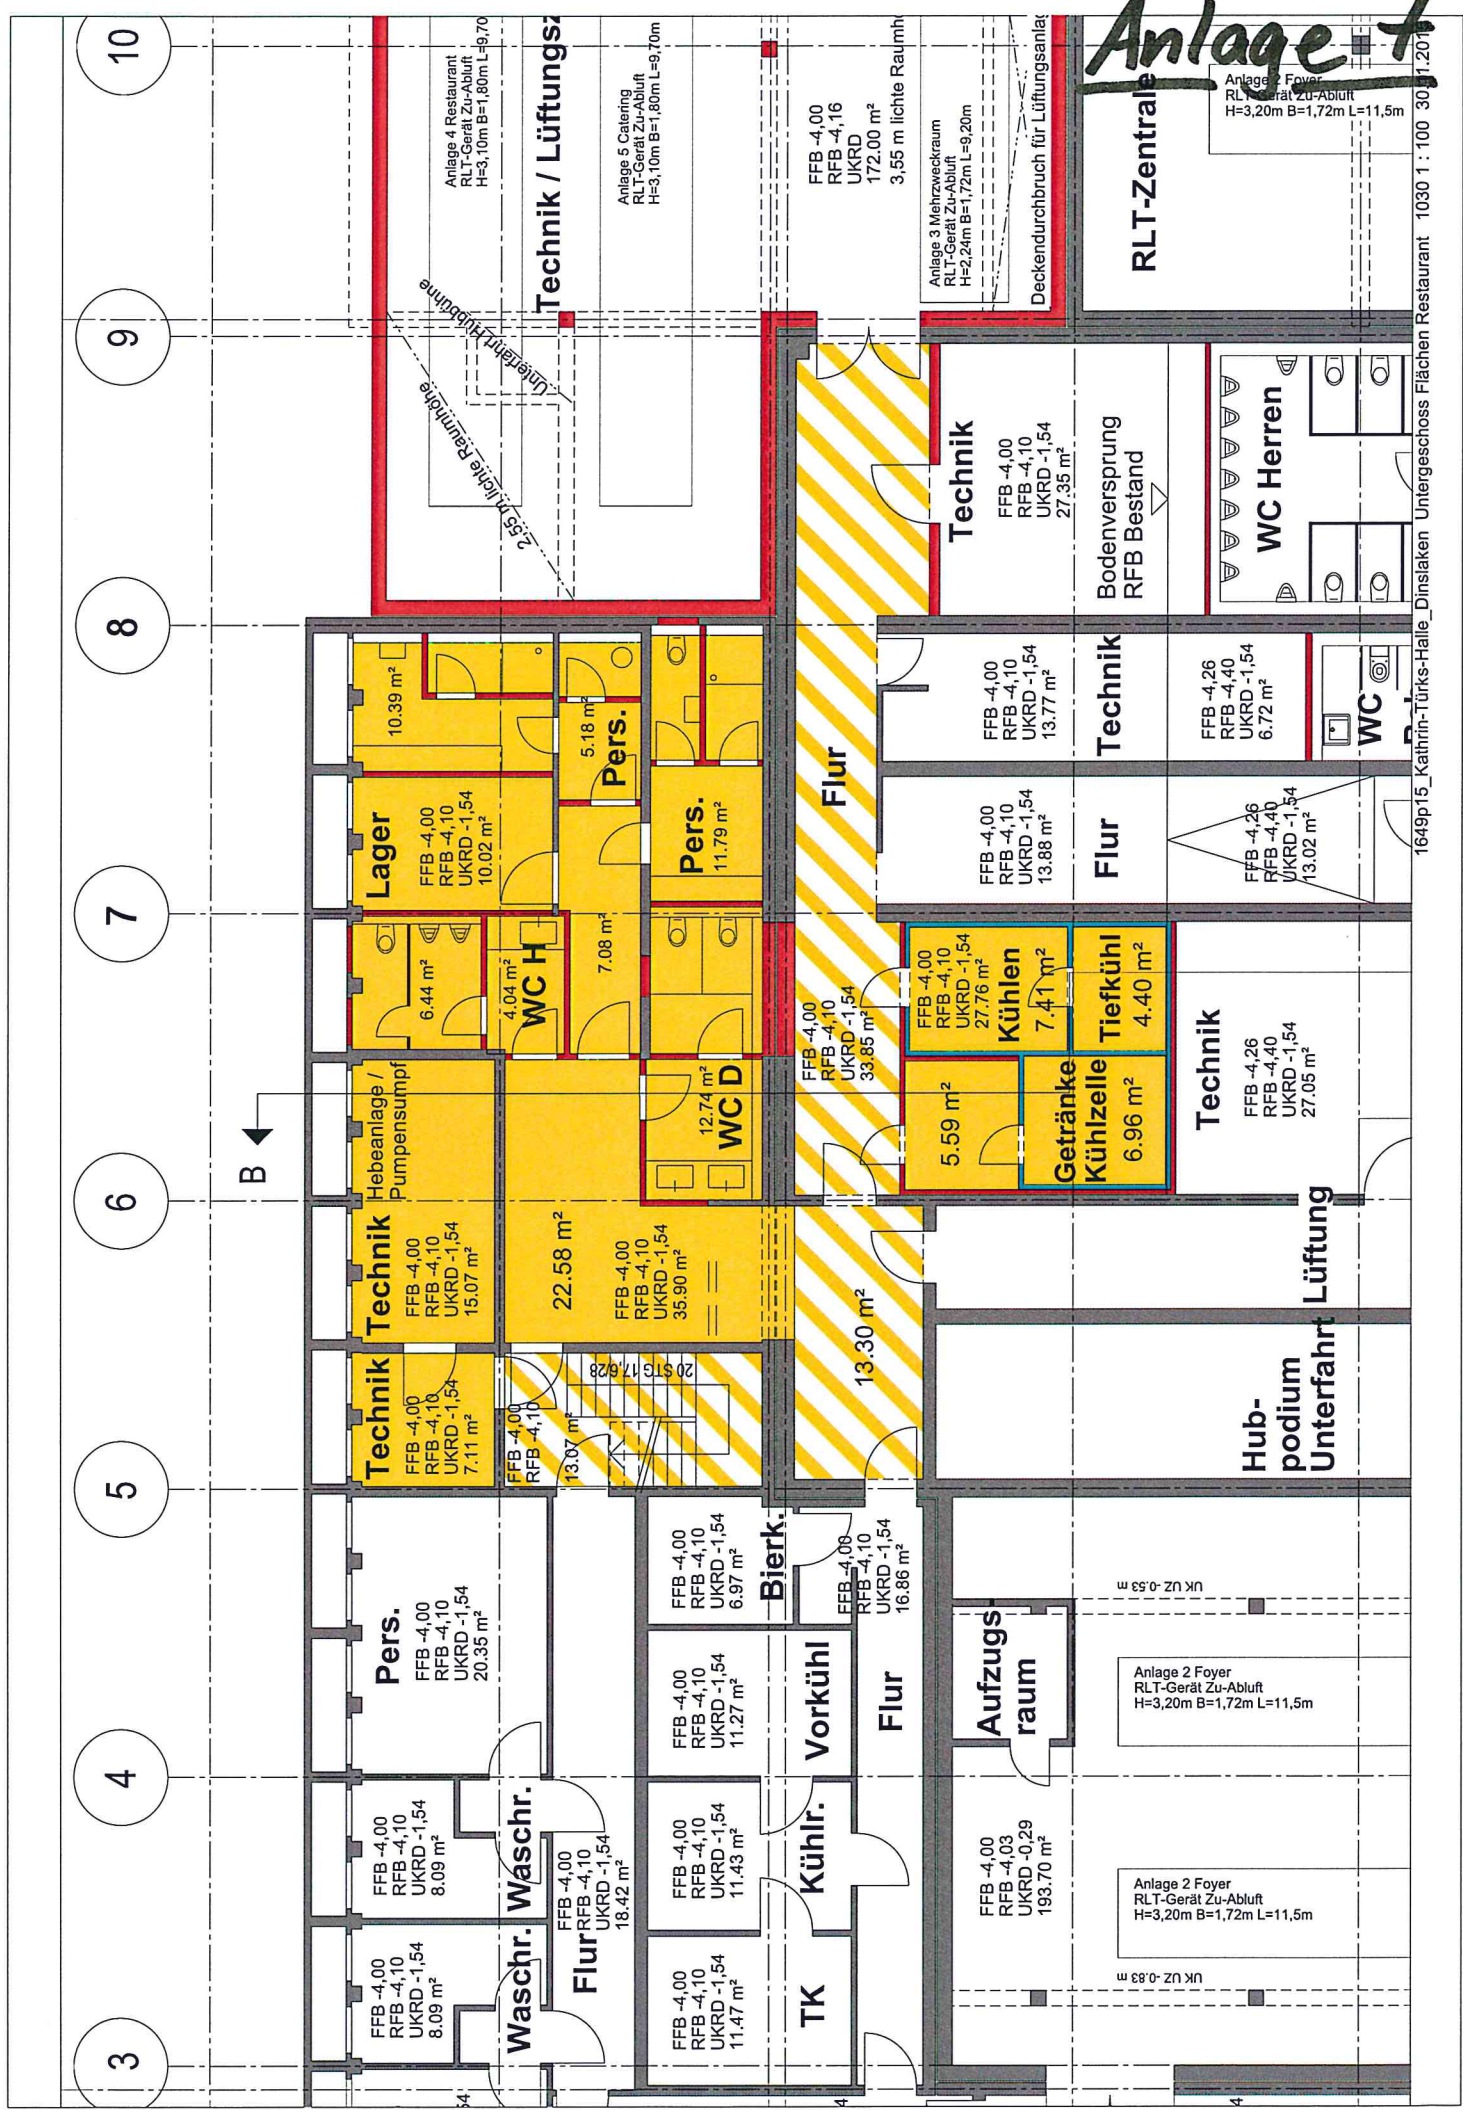 Anlage 7
10
9
8
7
6
5
4
3
B
Anlage 4 Restaurant
RLT-Gerät Zu-Abluft
H=3,10m B=1,80m L=9,70
Technik / Lüftungsz
Anlage 5 Catering
RLT-Gerät Zu-Abluft
H=3,10m B=1,80m L=9,70m
FFB -4,00
RFB -4,16
UKRD
172.00 m²
3,55 m lichte Raumh
Anlage 3 Mehrzweckraum
RLT-Gerät Zu-Abluft
H=2,24m B=1,72m L=9,20m
Deckendurchbruch für Lüftungsanlag
RLT-Zentrale
Anlage 2 Foyer
RLT-Gerät Zu-Abluft
H=3,20m B=1,72m L=11,5m
Unterfahrt Hubbühne
2,55 m lichte Raumhöhe
Technik
FFB -4,00
RFB -4,10
UKRD -1,54
27.35 m²
Bodenversprung
RFB Bestand
WC Herren
10.39 m²
5.18 m²
Pers.
Lager
FFB -4,00
RFB -4,10
UKRD -1,54
10.02 m²
Pers.
11.79 m²
Flur
FFB -4,00
RFB -4,10
UKRD -1,54
13.77 m²
Technik
FFB -4,26
RFB -4,40
UKRD -1,54
6.72 m²
WC
FFB -4,00
RFB -4,10
UKRD -1,54
13.88 m²
Flur
FFB -4,26
RFB -4,40
UKRD -1,54
13.02 m²
6.44 m²
4.04 m²
WC H
7.08 m²
12.74 m²
WC D
FFB -4,00
RFB -4,10
UKRD -1,54
33.85 m²
FFB -4,00
RFB -4,10
UKRD -1,54
27.76 m²
Kühlen
7.41 m²
Tiefkühl
4.40 m²
5.59 m²
Getränke
Kühlzelle
6.96 m²
Technik
FFB -4,26
RFB -4,40
UKRD -1,54
27.05 m²
Hebeanlage /
Pumpensumpf
Technik
FFB -4,00
RFB -4,10
UKRD -1,54
15.07 m²
22.58 m²
FFB -4,00
RFB -4,10
UKRD -1,54
35.90 m²
13.30 m²
Lüftung
Technik
FFB -4,00
RFB -4,10
UKRD -1,54
7.11 m²
FFB -4,00
RFB -4,10
13.07 m²
20 STG 17,6/28
Hub-
podium
Unterfahrt
Pers.
FFB -4,00
RFB -4,10
UKRD -1,54
20.35 m²
FFB -4,00
RFB -4,10
UKRD -1,54
6.97 m²
Bierk.
FFB -4,00
RFB -4,10
UKRD -1,54
16.86 m²
Flur
FFB -4,00
RFB -4,10
UKRD -1,54
11.27 m²
Vorkühl
Aufzugs
raum
UK UZ -0.53 m
Anlage 2 Foyer
RLT-Gerät Zu-Abluft
H=3,20m B=1,72m L=11,5m
FFB -4,00
RFB -4,10
UKRD -1,54
8.09 m²
Waschr.
FFB -4,00
RFB -4,10
UKRD -1,54
18.42 m²
Flur
FFB -4,00
RFB -4,10
UKRD -1,54
11.43 m²
Kühlr.
FFB -4,00
RFB -4,03
UKRD -0,29
193.70 m²
Anlage 2 Foyer
RLT-Gerät Zu-Abluft
H=3,20m B=1,72m L=11,5m
FFB -4,00
RFB -4,10
UKRD -1,54
8.09 m²
Waschr.
FFB -4,00
RFB -4,10
UKRD -1,54
11.47 m²
TK
UK UZ -0.83 m
54
4
4
1649p15_Kathrin-Türks-Halle_Dinslaken Untergeschoss Flächen Restaurant 1030 1 : 100 30.01.201